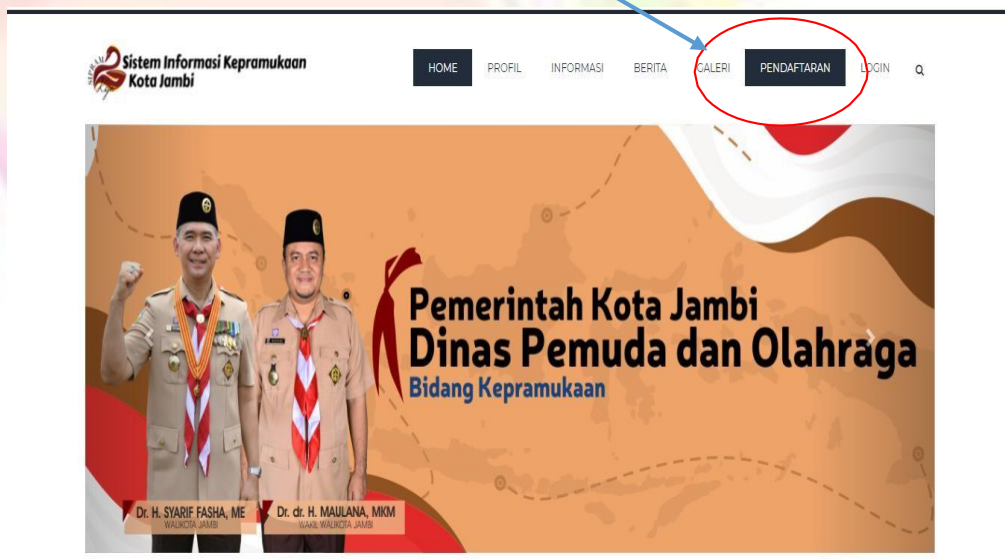 Sistem Informasi Kepramukaan
Kota Jambi
HOME PROFIL INFORMASI BERITA GALERI PENDAFTARAN LOGIN
Pemerintah Kota Jambi
Dinas Pemuda dan Olahraga
Bidang Kepramukaan
Dr. H. SYARIF FASHA, ME
WALIKOTA JAMBI
Dr. dr. H. MAULANA, MKM
WAKIL WALIKOTA JAMBI